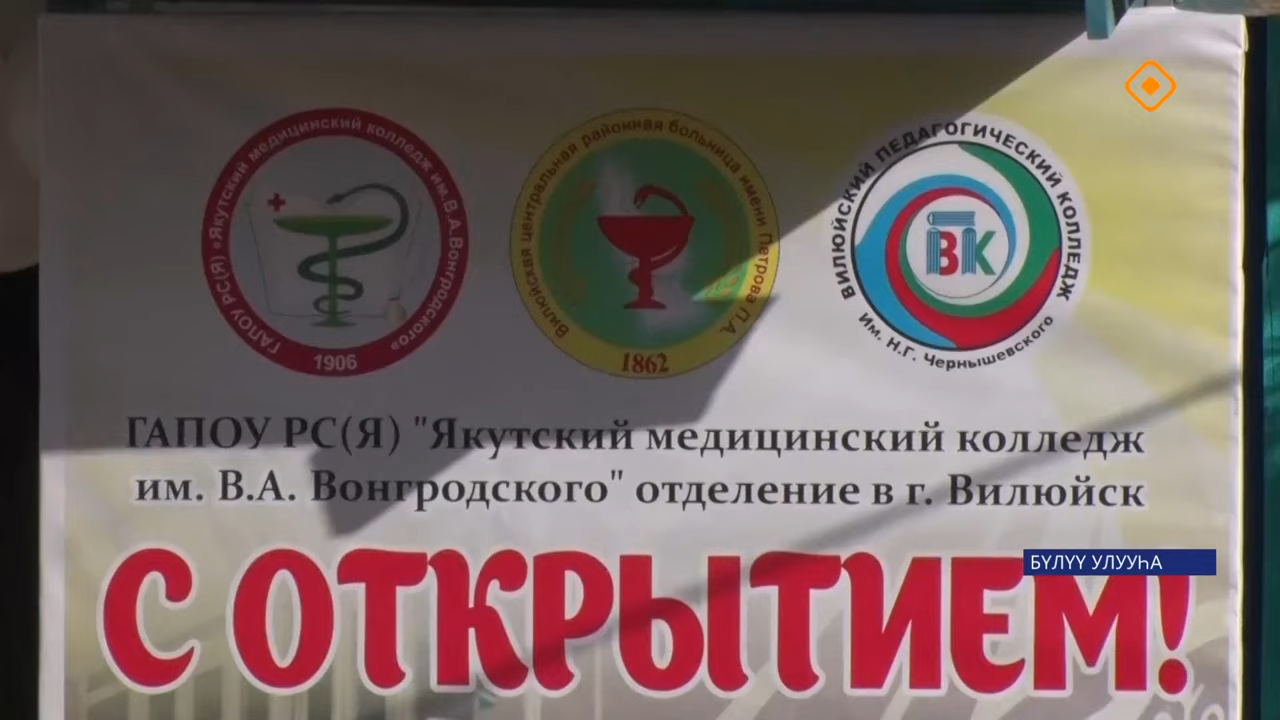 ГАПОУ РС(Я) «Якутский медицинский колледж им.В.А.Вонгродского»
1906
Вилюйская центральная районная больница имени Петрова П.А.
1862
ВИЛЮЙСКИЙ ПЕДАГОГИЧЕСКИЙ КОЛЛЕДЖ
ВК
Им. Н.Г. Чернышевского
ГАПОУ РС(Я) "Якутский медицинский колледж
им. В.А. Вонгродского" отделение в г. Вилюйск
БҮЛҮҮ УЛУУҺА
С ОТКРЫТИЕМ!